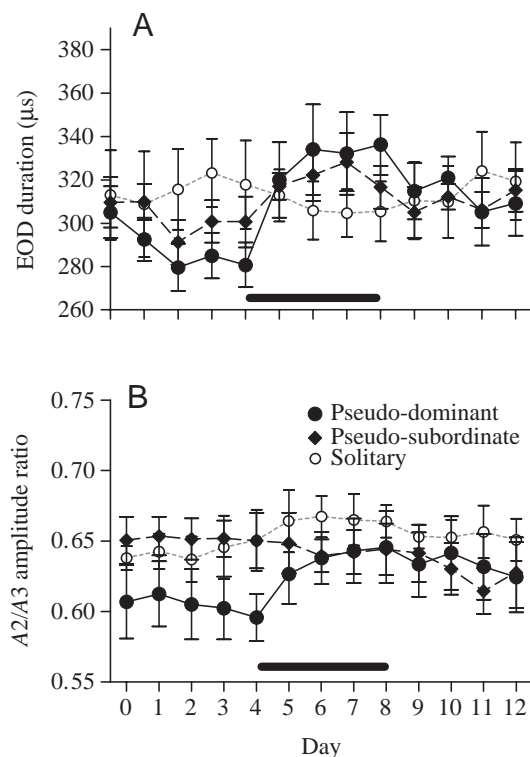 A
EOD duration (µs)
380
360
340
320
300
280
260
B
A2/A3 amplitude ratio
0.75
0.70
0.65
0.60
0.55
Pseudo-dominant
Pseudo-subordinate
Solitary
0 1 2 3 4 5 6 7 8 9 10 11 12
Day